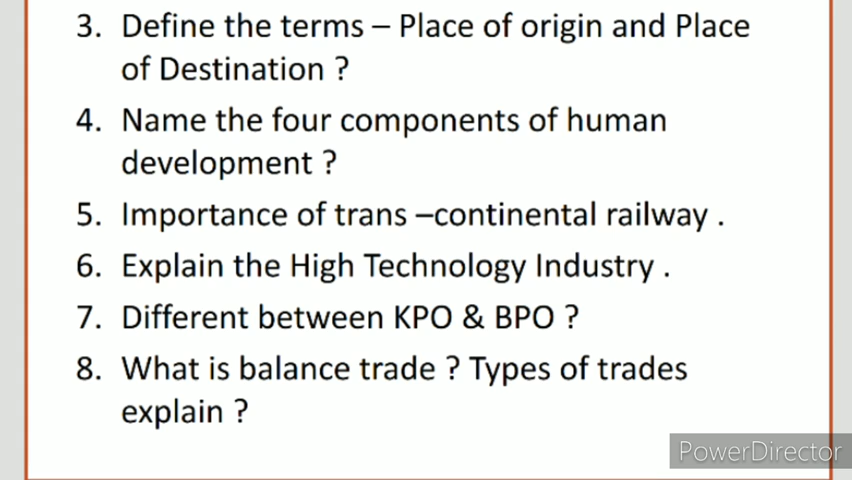 3. Define the terms – Place of origin and Place
of Destination ?
4. Name the four components of human
development ?
5. Importance of trans –continental railway .
6. Explain the High Technology Industry .
7. Different between KPO & BPO ?
8. What is balance trade ? Types of trades
explain ?
PowerDirector